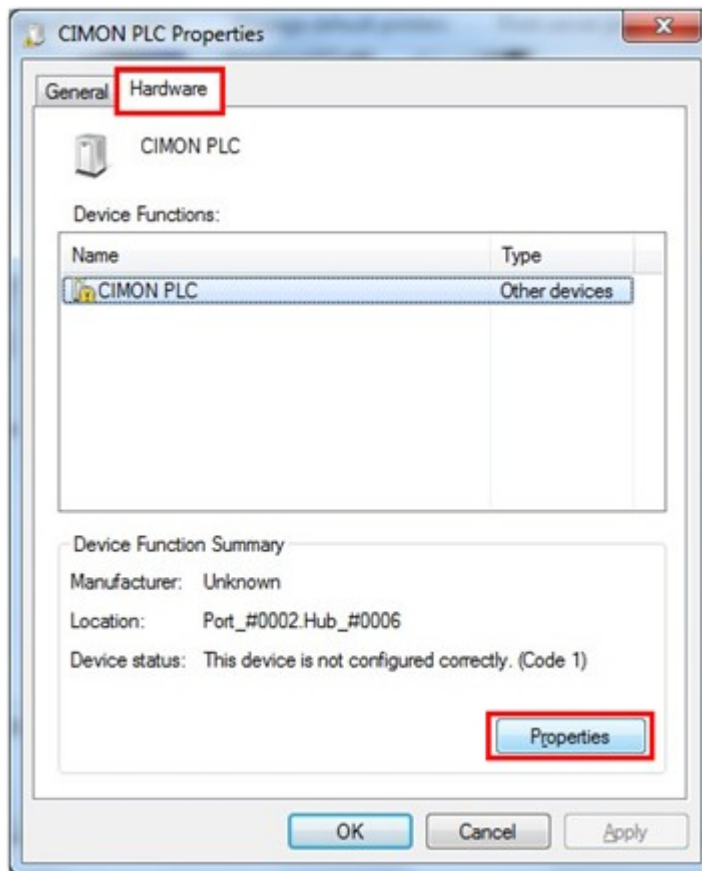 CIMON PLC Properties
General Hardware
CIMON PLC
Device Functions:
Name Type
CIMON PLC Other devices
Device Function Summary
Manufacturer: Unknown
Location: Port_#0002.Hub_#0006
Device status: This device is not configured correctly. (Code 1)
Properties
OK Cancel Apply